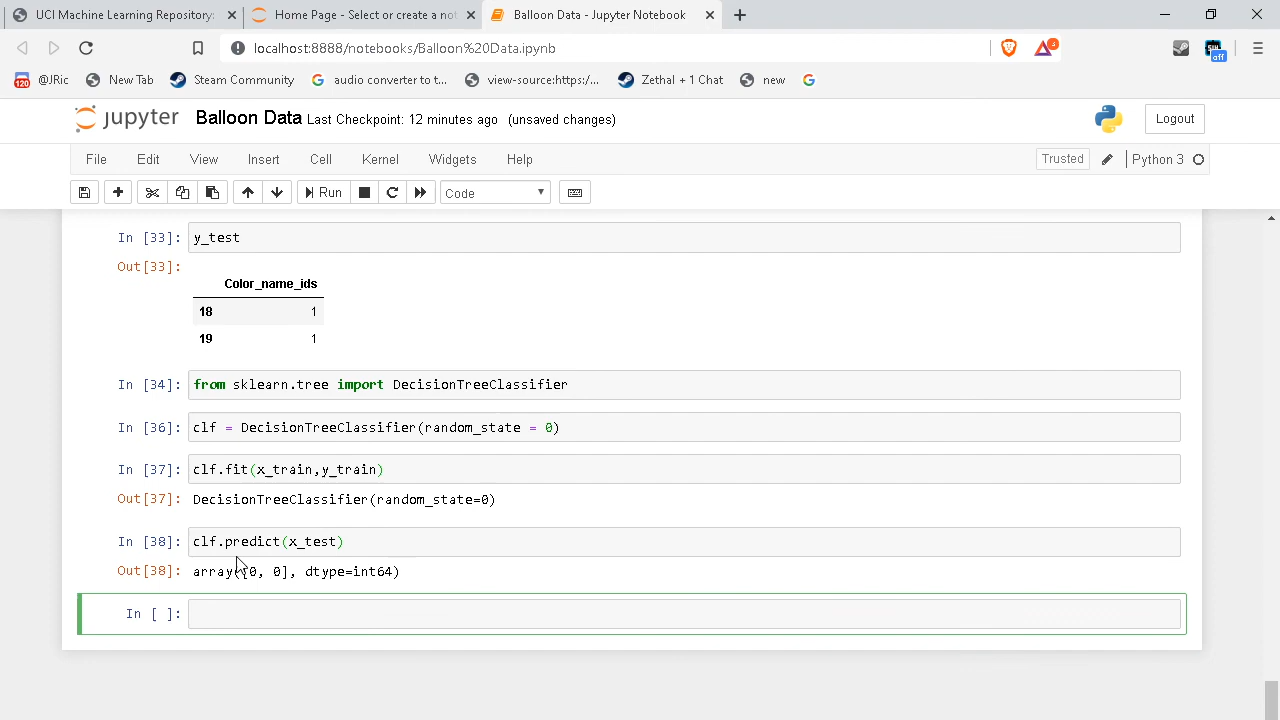 UCI Machine Learning Repository: Home Page - Select or create a not Balloon Data - Jupyter Notebook
localhost:8888/notebooks/Balloon%20Data.ipynb 3 off
120 @JRic New Tab Steam Community audio converter to t... view-source:https:/... Zethal + 1 Chat new
jupyter Balloon Data Last Checkpoint: 12 minutes ago (unsaved changes) Logout
File Edit View Insert Cell Kernel Widgets Help Trusted Python 3
Run Code
In [33]: y_test
Out[33]:
Color_name_ids
18 1
19 1
In [34]: from sklearn.tree import DecisionTreeClassifier
In [36]: clf = DecisionTreeClassifier(random_state = 0)
In [37]: clf.fit(x_train,y_train)
Out[37]: DecisionTreeClassifier(random_state=0)
In [38]: clf.predict(x_test)
Out[38]: array([0, 0], dtype=int64)
In [ ]: